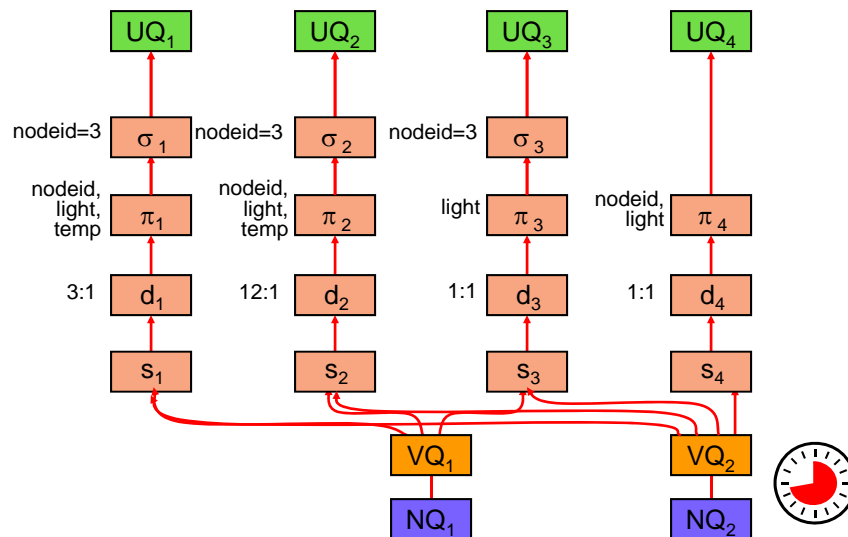 UQ₁ UQ₂ UQ₃ UQ₄
nodeid=3 σ₁ nodeid=3 σ₂ nodeid=3 σ₃
nodeid,
light,
temp
π₁
nodeid,
light,
temp
π₂
light π₃
nodeid,
light
π₄
3:1 d₁ 12:1 d₂ 1:1 d₃ 1:1 d₄
s₁ s₂ s₃ s₄
VQ₁ VQ₂
NQ₁ NQ₂